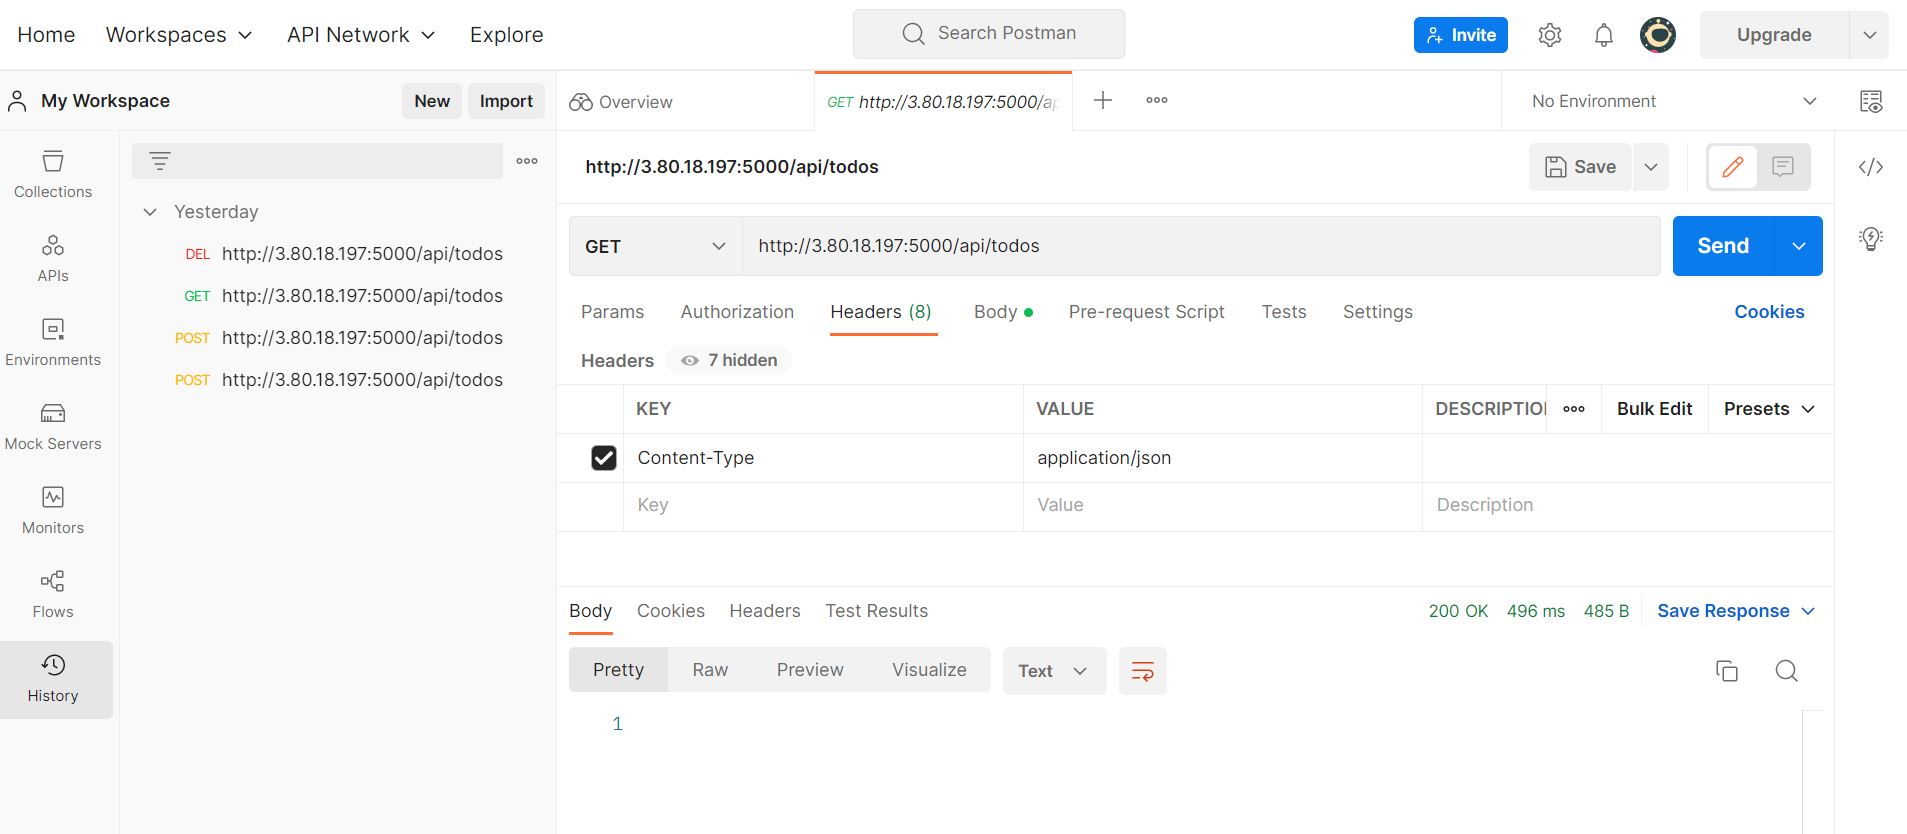 Home Workspaces API Network Explore Search Postman Invite Upgrade
My Workspace New Import Overview GET http://3.80.18.197:5000/ap No Environment
Collections
APIs
Environments
Mock Servers
Monitors
Flows
History
Yesterday
DEL http://3.80.18.197:5000/api/todos
GET http://3.80.18.197:5000/api/todos
POST http://3.80.18.197:5000/api/todos
POST http://3.80.18.197:5000/api/todos
http://3.80.18.197:5000/api/todos Save
GET http://3.80.18.197:5000/api/todos Send
Params Authorization Headers (8) Body Pre-request Script Tests Settings Cookies
Headers 7 hidden
KEY VALUE DESCRIPTIO Bulk Edit Presets
Content-Type application/json
Key Value Description
Body Cookies Headers Test Results 200 OK 496 ms 485 B Save Response
Pretty Raw Preview Visualize Text
1